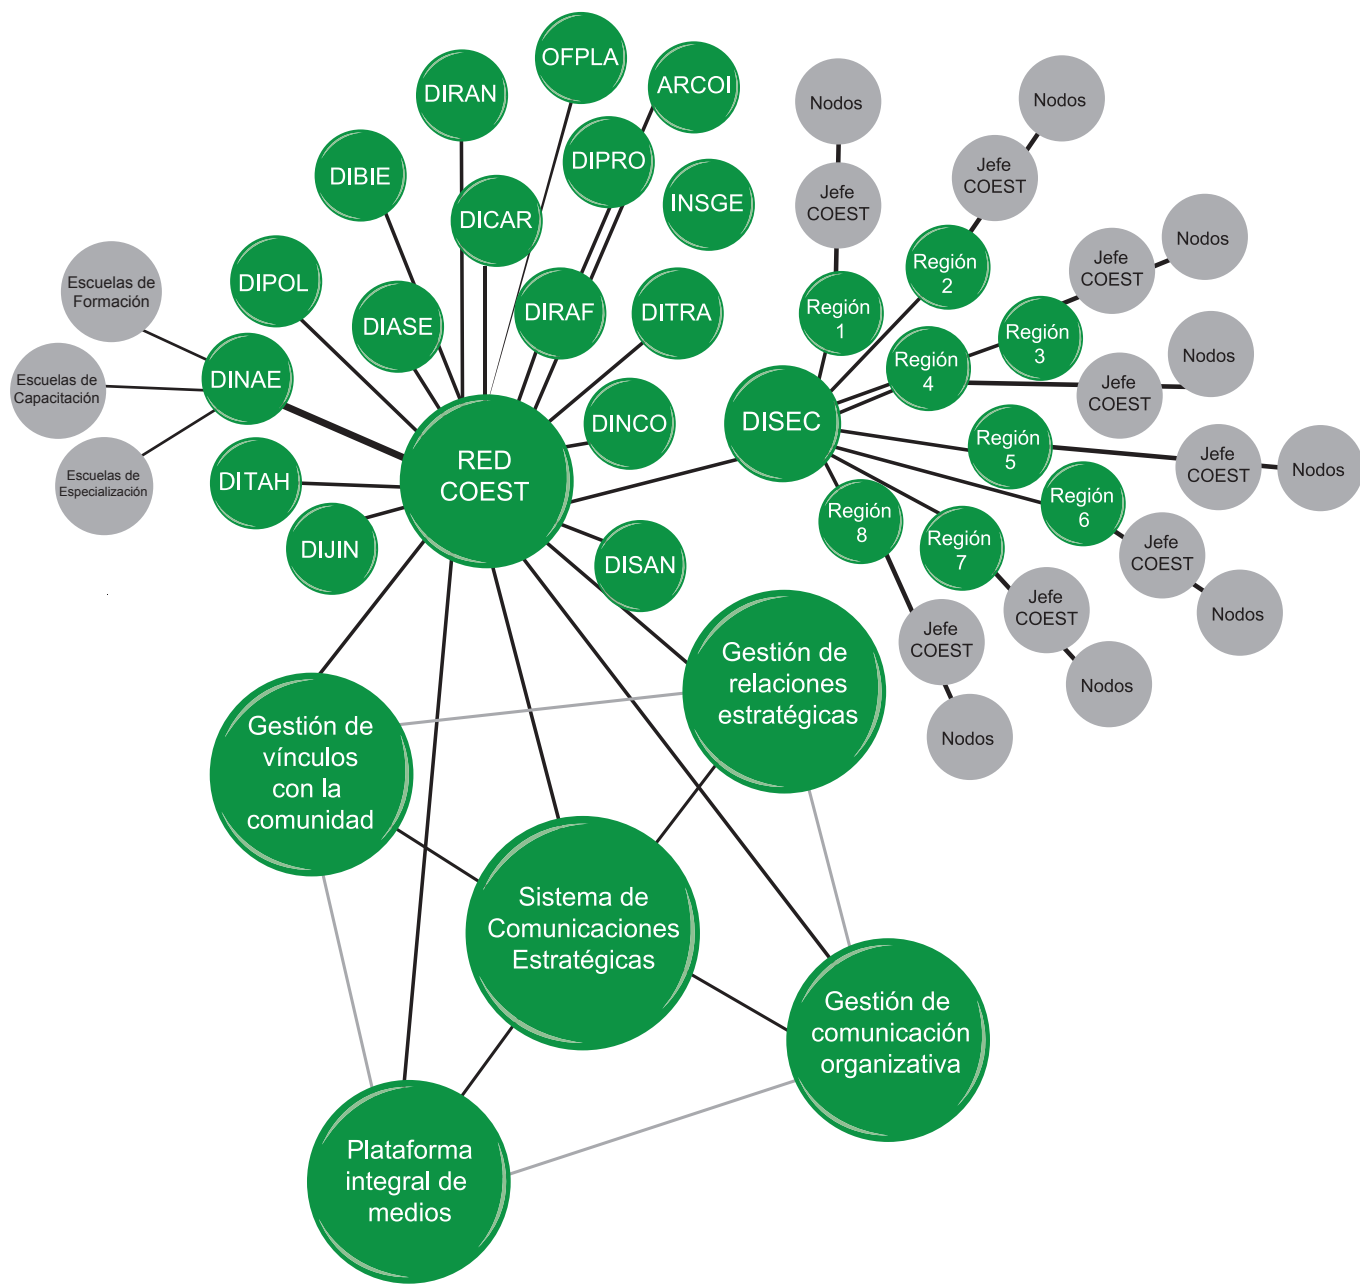 OFPLA
DIRAN
ARCOI
DIPRO
DIBIE
DICAR
INSGE
DIPOL
DIASE
DIRAF
DITRA
Escuelas de
Formación
DINAE
Escuelas de
Capacitación
Escuelas de
Especialización
DITAH
DIJIN
RED
COEST
DINCO
DISAN
DISEC
Nodos
Jefe
COEST
Región
1
Nodos
Jefe
COEST
Región
2
Nodos
Jefe
COEST
Región
3
Región
4
Jefe
COEST
Nodos
Región
5
Jefe
COEST
Nodos
Región
6
Jefe
COEST
Nodos
Región
7
Jefe
COEST
Nodos
Región
8
Jefe
COEST
Nodos
Gestión de
relaciones
estratégicas
Gestión de
vínculos
con la
comunidad
Sistema de
Comunicaciones
Estratégicas
Gestión de
comunicación
organizativa
Plataforma
integral de
medios